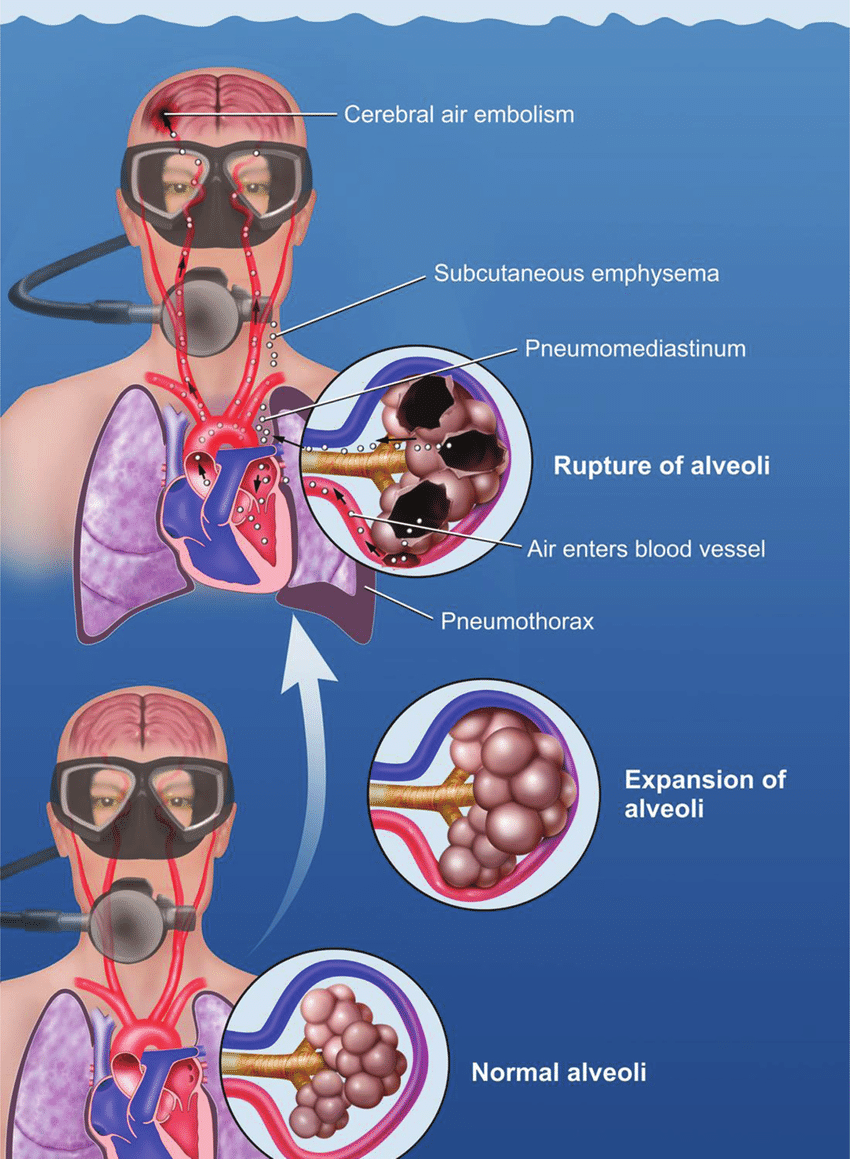 Cerebral air embolism
Subcutaneous emphysema
Pneumomediastinum
Rupture of alveoli
Air enters blood vessel
Pneumothorax
Expansion of
alveoli
Normal alveoli